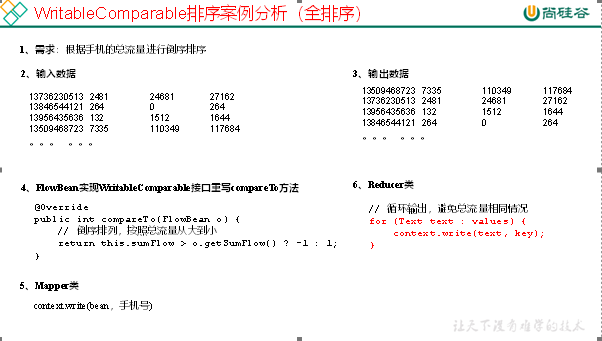 WritableComparable排序案例分析（全排序）
尚硅谷
1、需求：根据手机的总流量进行倒序排序
2、输入数据
13736230513 2481 24681 27162
13846544121 264 0 264
13956435636 132 1512 1644
13509468723 7335 110349 117684
。。。 。。。
3、输出数据
13509468723 7335 110349 117684
13736230513 2481 24681 27162
13956435636 132 1512 1644
13846544121 264 0 264
。。。 。。。
4、FlowBean实现WritableComparable接口重写compareTo方法
@Override
public int compareTo(FlowBean o) {
// 倒序排列，按照总流量从大到小
return this.sumFlow > o.getSumFlow() ? -1 : 1;
}
5、Mapper类
context.write(bean，手机号)
6、Reducer类
// 循环输出，避免总流量相同情况
for (Text text : values) {
context.write(text, key);
}
让天下没有难学的技术